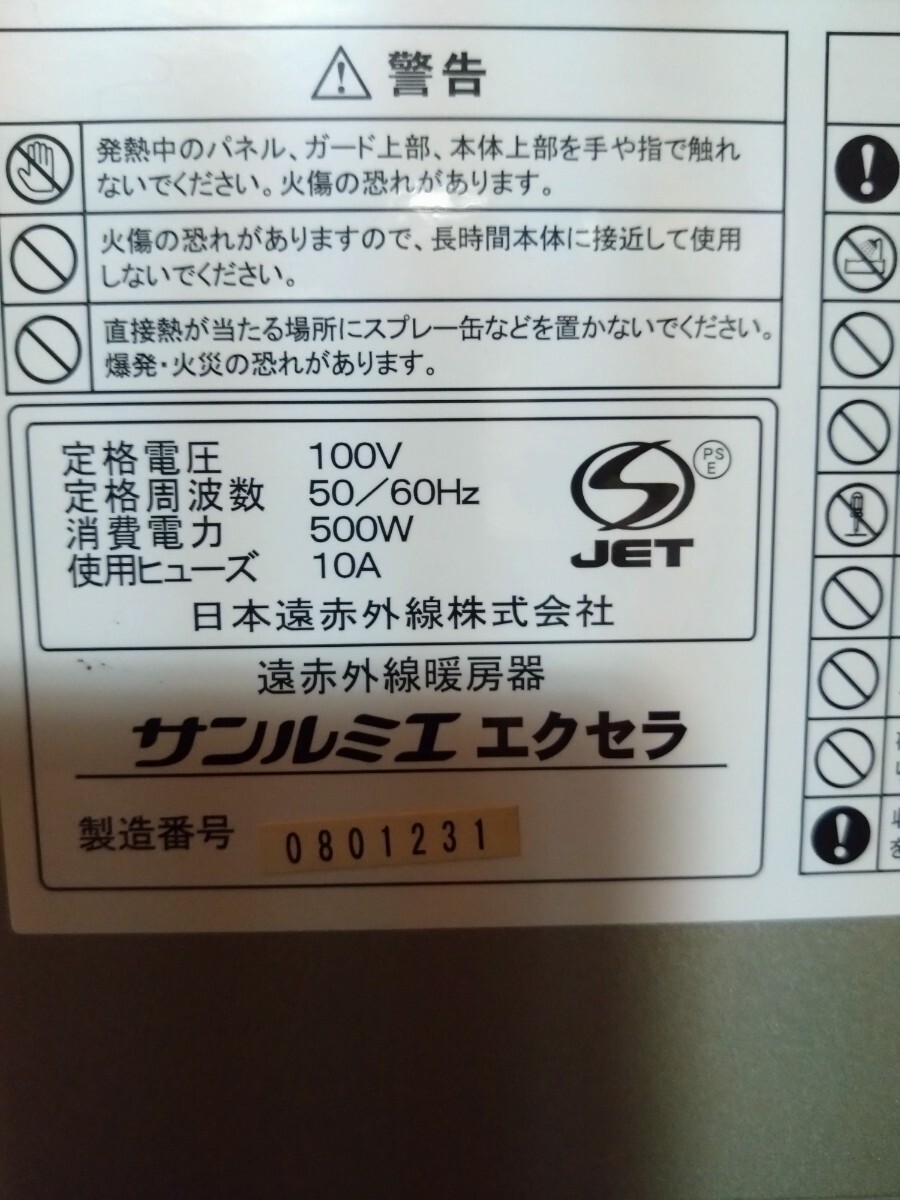 警告
発熱中のパネル、ガード上部、本体上部を手や指で触れ
ないでください。火傷の恐れがあります。
火傷の恐れがありますので、長時間本体に接近して使用
しないでください。
直接熱が当たる場所にスプレー缶などを置かないでください。
爆発・火災の恐れがあります。
定格電圧 100V
定格周波数 50/60Hz
消費電力 500W
使用ヒューズ 10A
JET
PS
E
日本遠赤外線株式会社
遠赤外線暖房器
サンルミエ エクセラ
製造番号 0801231
を